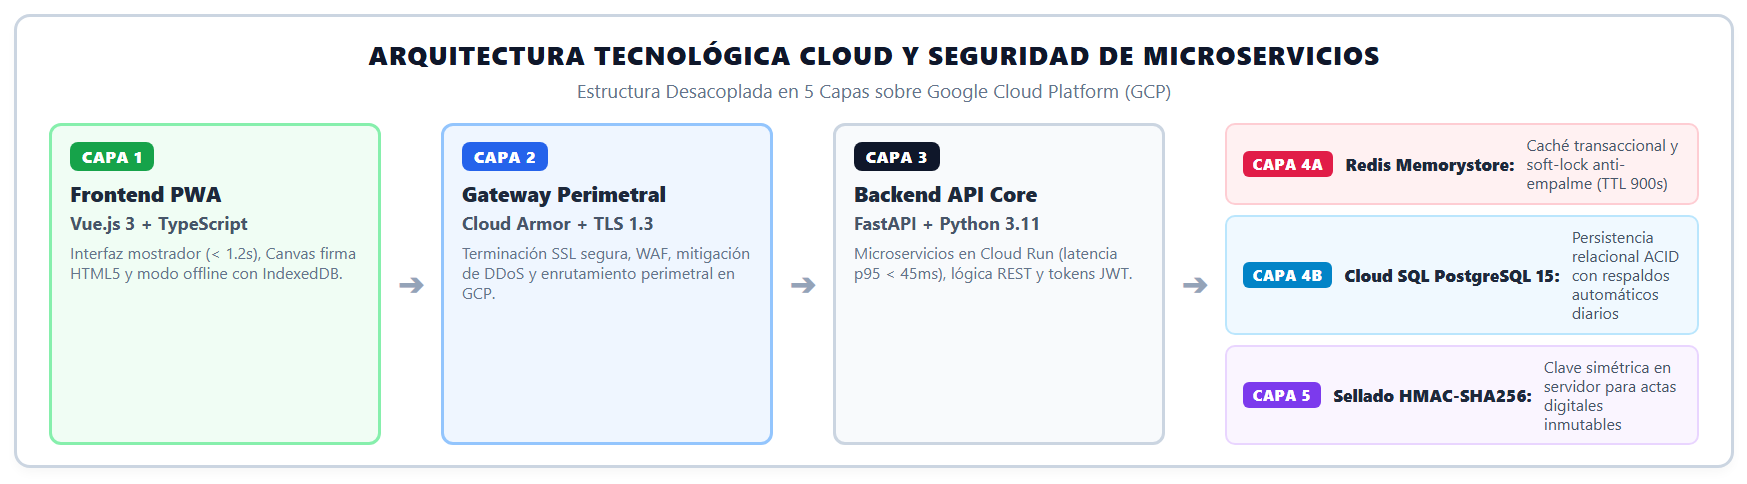 ARQUITECTURA TECNOLÓGICA CLOUD Y SEGURIDAD DE MICROSERVICIOS
Estructura Desacoplada en 5 Capas sobre Google Cloud Platform (GCP)
CAPA 1
Frontend PWA
Vue.js 3 + TypeScript
Interfaz mostrador (< 1.2s), Canvas firma
HTML5 y modo offline con IndexedDB.
➔
CAPA 2
Gateway Perimetral
Cloud Armor + TLS 1.3
Terminación SSL segura, WAF, mitigación
de DDoS y enrutamiento perimetral en
GCP.
➔
CAPA 3
Backend API Core
FastAPI + Python 3.11
Microservicios en Cloud Run (latencia
p95 < 45ms), lógica REST y tokens JWT.
➔
CAPA 4A
Redis Memorystore:
Caché transaccional y
soft-lock anti-
empalme (TTL 900s)
CAPA 4B
Cloud SQL PostgreSQL 15:
Persistencia
relacional ACID
con respaldos
automáticos
diarios
CAPA 5
Sellado HMAC-SHA256:
Clave simétrica en
servidor para actas
digitales
inmutables